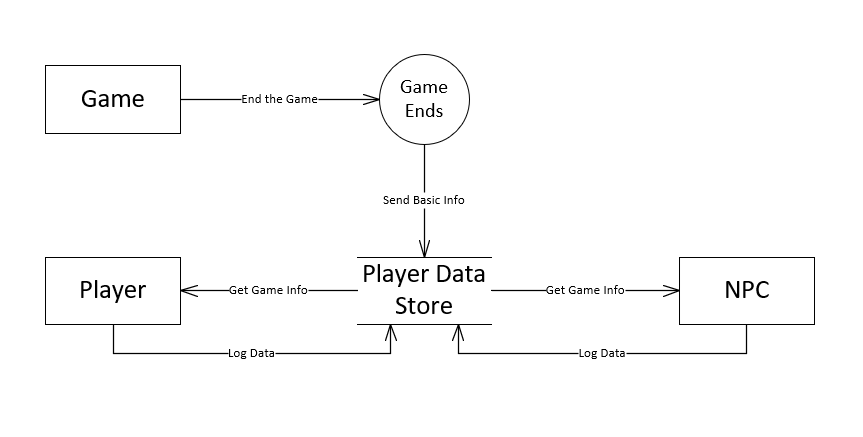 Game
End the Game
Game
Ends
Send Basic Info
Player
Get Game Info
Player Data
Store
Get Game Info
NPC
Log Data
Log Data